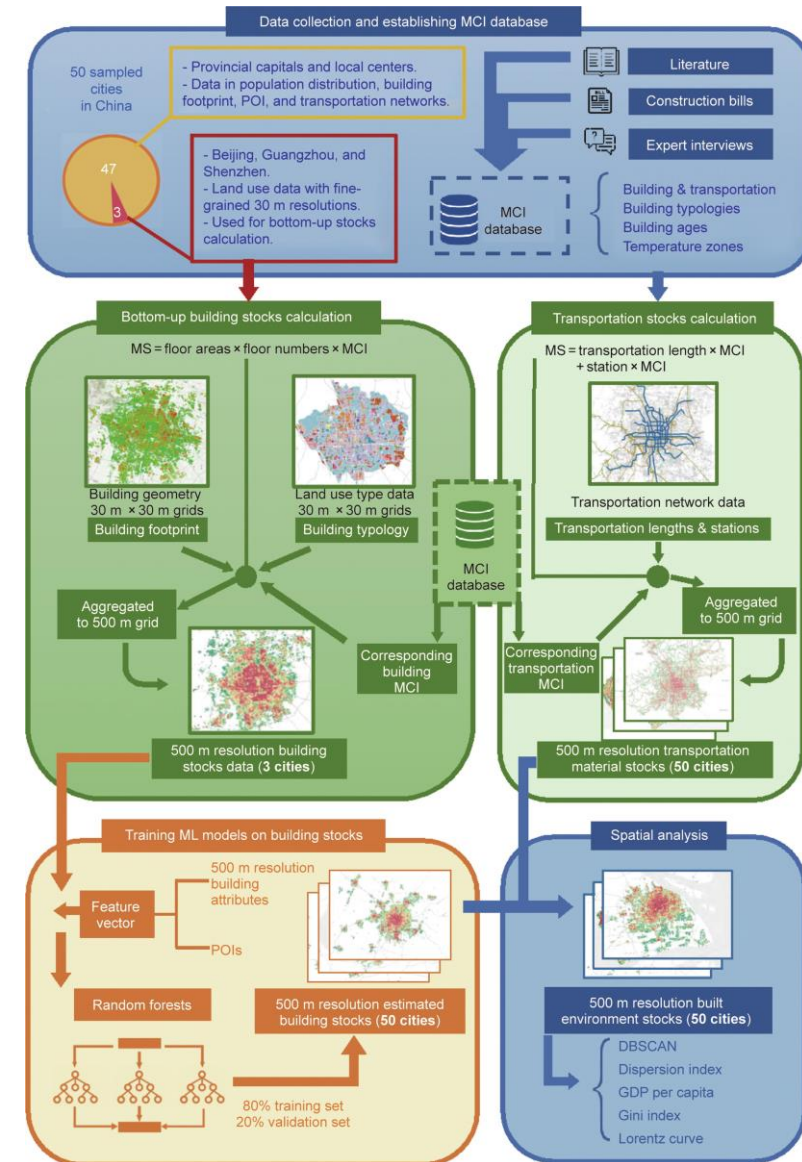 Data collection and establishing MCI database
50 sampled
cities
in China
47
3
- Provincial capitals and local centers.
- Data in population distribution, building
footprint, POI, and transportation networks.
- Beijing, Guangzhou, and
Shenzhen.
- Land use data with fine-
grained 30 m resolutions.
- Used for bottom-up stocks
calculation.
Literature
BILL
Construction bills
Expert interviews
MCI
database
Building & transportation
Building typologies
Building ages
Temperature zones
Bottom-up building stocks calculation
MS = floor areas × floor numbers × MCI
Building geometry
30 m × 30 m grids
Building footprint
Land use type data
30 m × 30 m grids
Building typology
Aggregated
to 500 m grid
Corresponding
building
MCI
500 m resolution building
stocks data (3 cities)
MCI
database
Transportation stocks calculation
MS = transportation length × MCI
+ station × MCI
Transportation network data
Transportation lengths & stations
Aggregated
to 500 m grid
Corresponding
transportation
MCI
500 m resolution transportation
material stocks (50 cities)
Training ML models on building stocks
Feature
vector
500 m resolution
building
attributes
POIs
Random forests
500 m resolution estimated
building stocks (50 cities)
80% training set
20% validation set
Spatial analysis
500 m resolution built
environment stocks (50 cities)
DBSCAN
Dispersion index
GDP per capita
Gini index
Lorentz curve